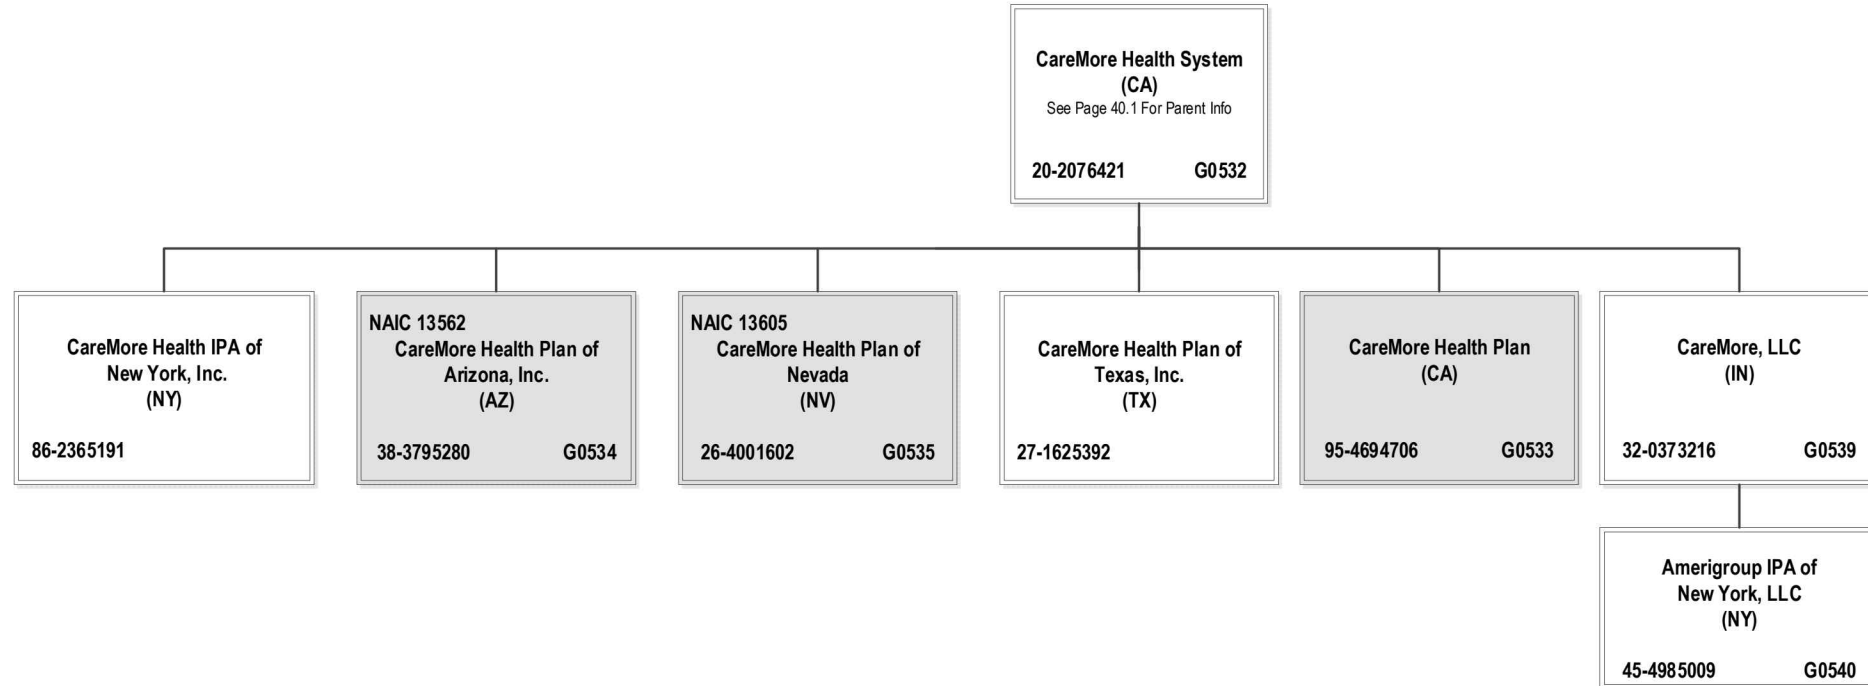 CareMore Health System
(CA)
See Page 40.1 For Parent Info
20-2076421 G0532
CareMore Health IPA of
New York, Inc.
(NY)
86-2365191
NAIC 13562
CareMore Health Plan of
Arizona, Inc.
(AZ)
38-3795280 G0534
NAIC 13605
CareMore Health Plan of
Nevada
(NV)
26-4001602 G0535
CareMore Health Plan of
Texas, Inc.
(TX)
27-1625392
CareMore Health Plan
(CA)
95-4694706 G0533
CareMore, LLC
(IN)
32-0373216 G0539
Amerigroup IPA of
New York, LLC
(NY)
45-4985009 G0540